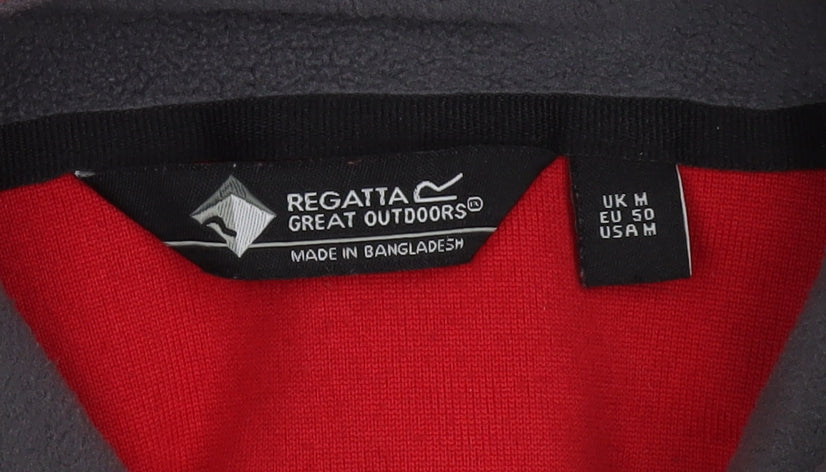 REGATTA
GREAT OUTDOORS
MADE IN BANGLADESH
UK M
EU 50
USA M